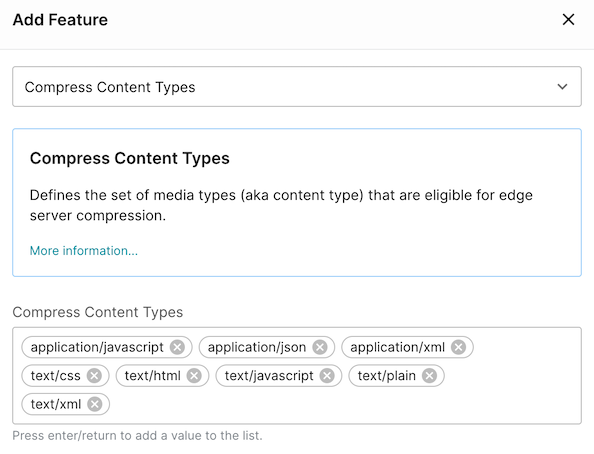 Add Feature
Compress Content Types
Compress Content Types
Defines the set of media types (aka content type) that are eligible for edge
server compression.
More information...
Compress Content Types
application/javascript application/json application/xml
text/css text/html text/javascript text/plain
text/xml
Press enter/return to add a value to the list.